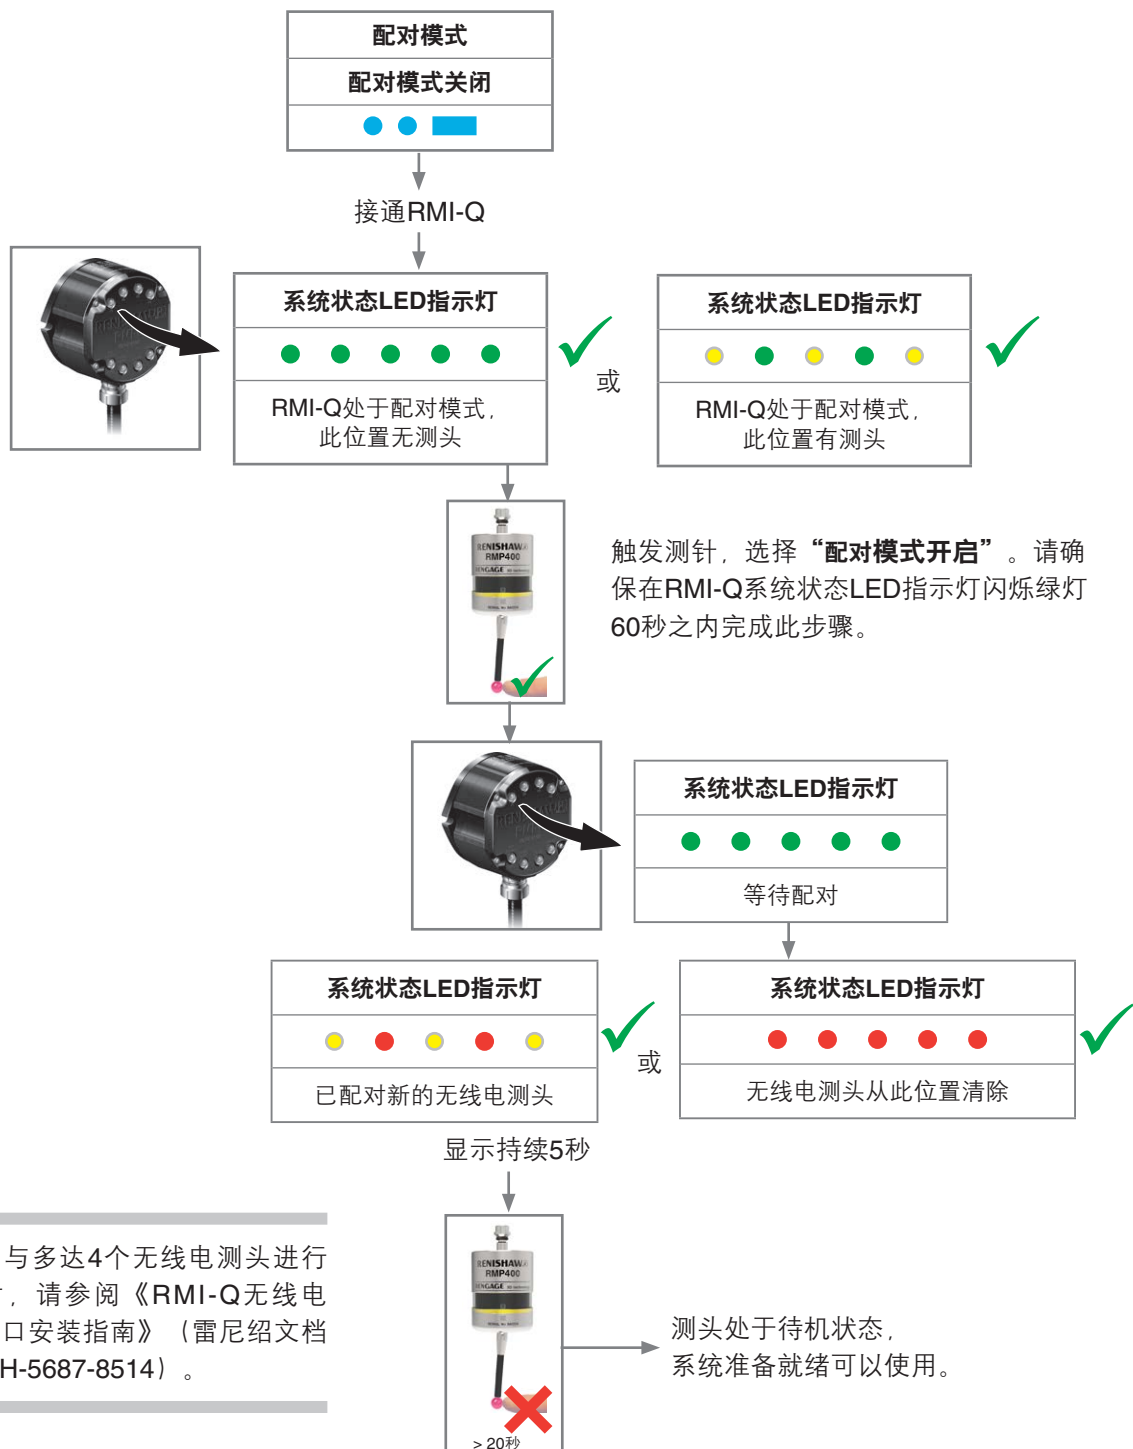 配对模式
配对模式关闭
接通RMI-Q
系统状态LED指示灯
RMI-Q处于配对模式，
此位置无测头
或
系统状态LED指示灯
RMI-Q处于配对模式，
此位置有测头
RENISHAW
RMP400
ENGAGE
触发测针，选择“配对模式开启”。请确
保在RMI-Q系统状态LED指示灯闪烁绿灯
60秒之内完成此步骤。
系统状态LED指示灯
等待配对
系统状态LED指示灯
已配对新的无线电测头
或
系统状态LED指示灯
无线电测头从此位置清除
显示持续5秒
与多达4个无线电测头进行
，请参阅《RMI-Q无线电
口安装指南》（雷尼绍文档
H-5687-8514）。
RENISHAW
RMP400
ENGAGE
> 20秒
测头处于待机状态，
系统准备就绪可以使用。